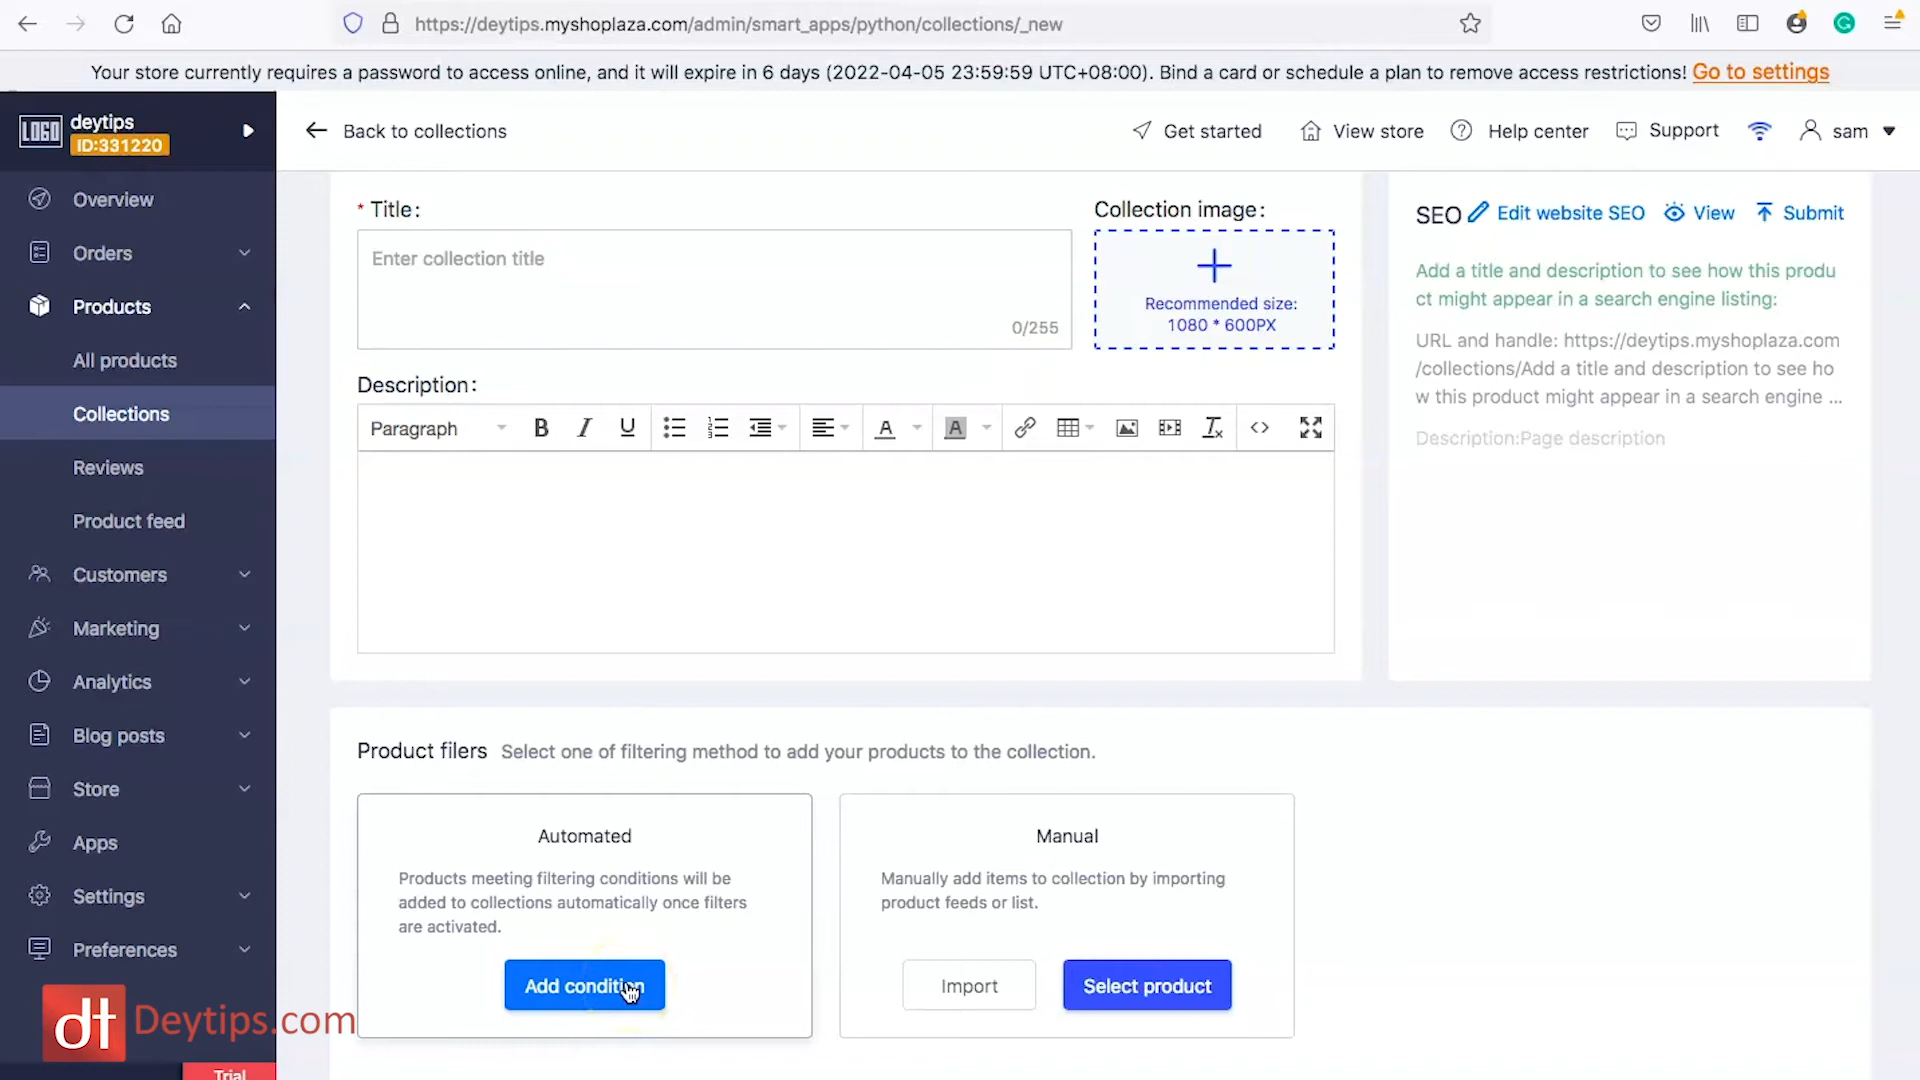 https://deytips.myshoplaza.com/admin/smart_apps/python/collections/_new
Your store currently requires a password to access online, and it will expire in 6 days (2022-04-05 23:59:59 UTC+08:00). Bind a card or schedule a plan to remove access restrictions! Go to settings
LOGO
deytips
ID:331220
Back to collections
Get started
View store
Help center
Support
sam
Overview
Orders
Products
All products
Collections
Reviews
Product feed
Customers
Marketing
Analytics
Blog posts
Store
Apps
Settings
Preferences
Trial
dt Deytips.com
* Title:
Enter collection title
0/255
Collection image:
Recommended size:
1080 * 600PX
Description:
Paragraph
SEO Edit website SEO View Submit
Add a title and description to see how this produ
ct might appear in a search engine listing:
URL and handle: https://deytips.myshoplaza.com
/collections/Add a title and description to see ho
w this product might appear in a search engine ...
Description:Page description
Product filers Select one of filtering method to add your products to the collection.
Automated
Products meeting filtering conditions will be
added to collections automatically once filters
are activated.
Add condition
Manual
Manually add items to collection by importing
product feeds or list.
Import
Select product